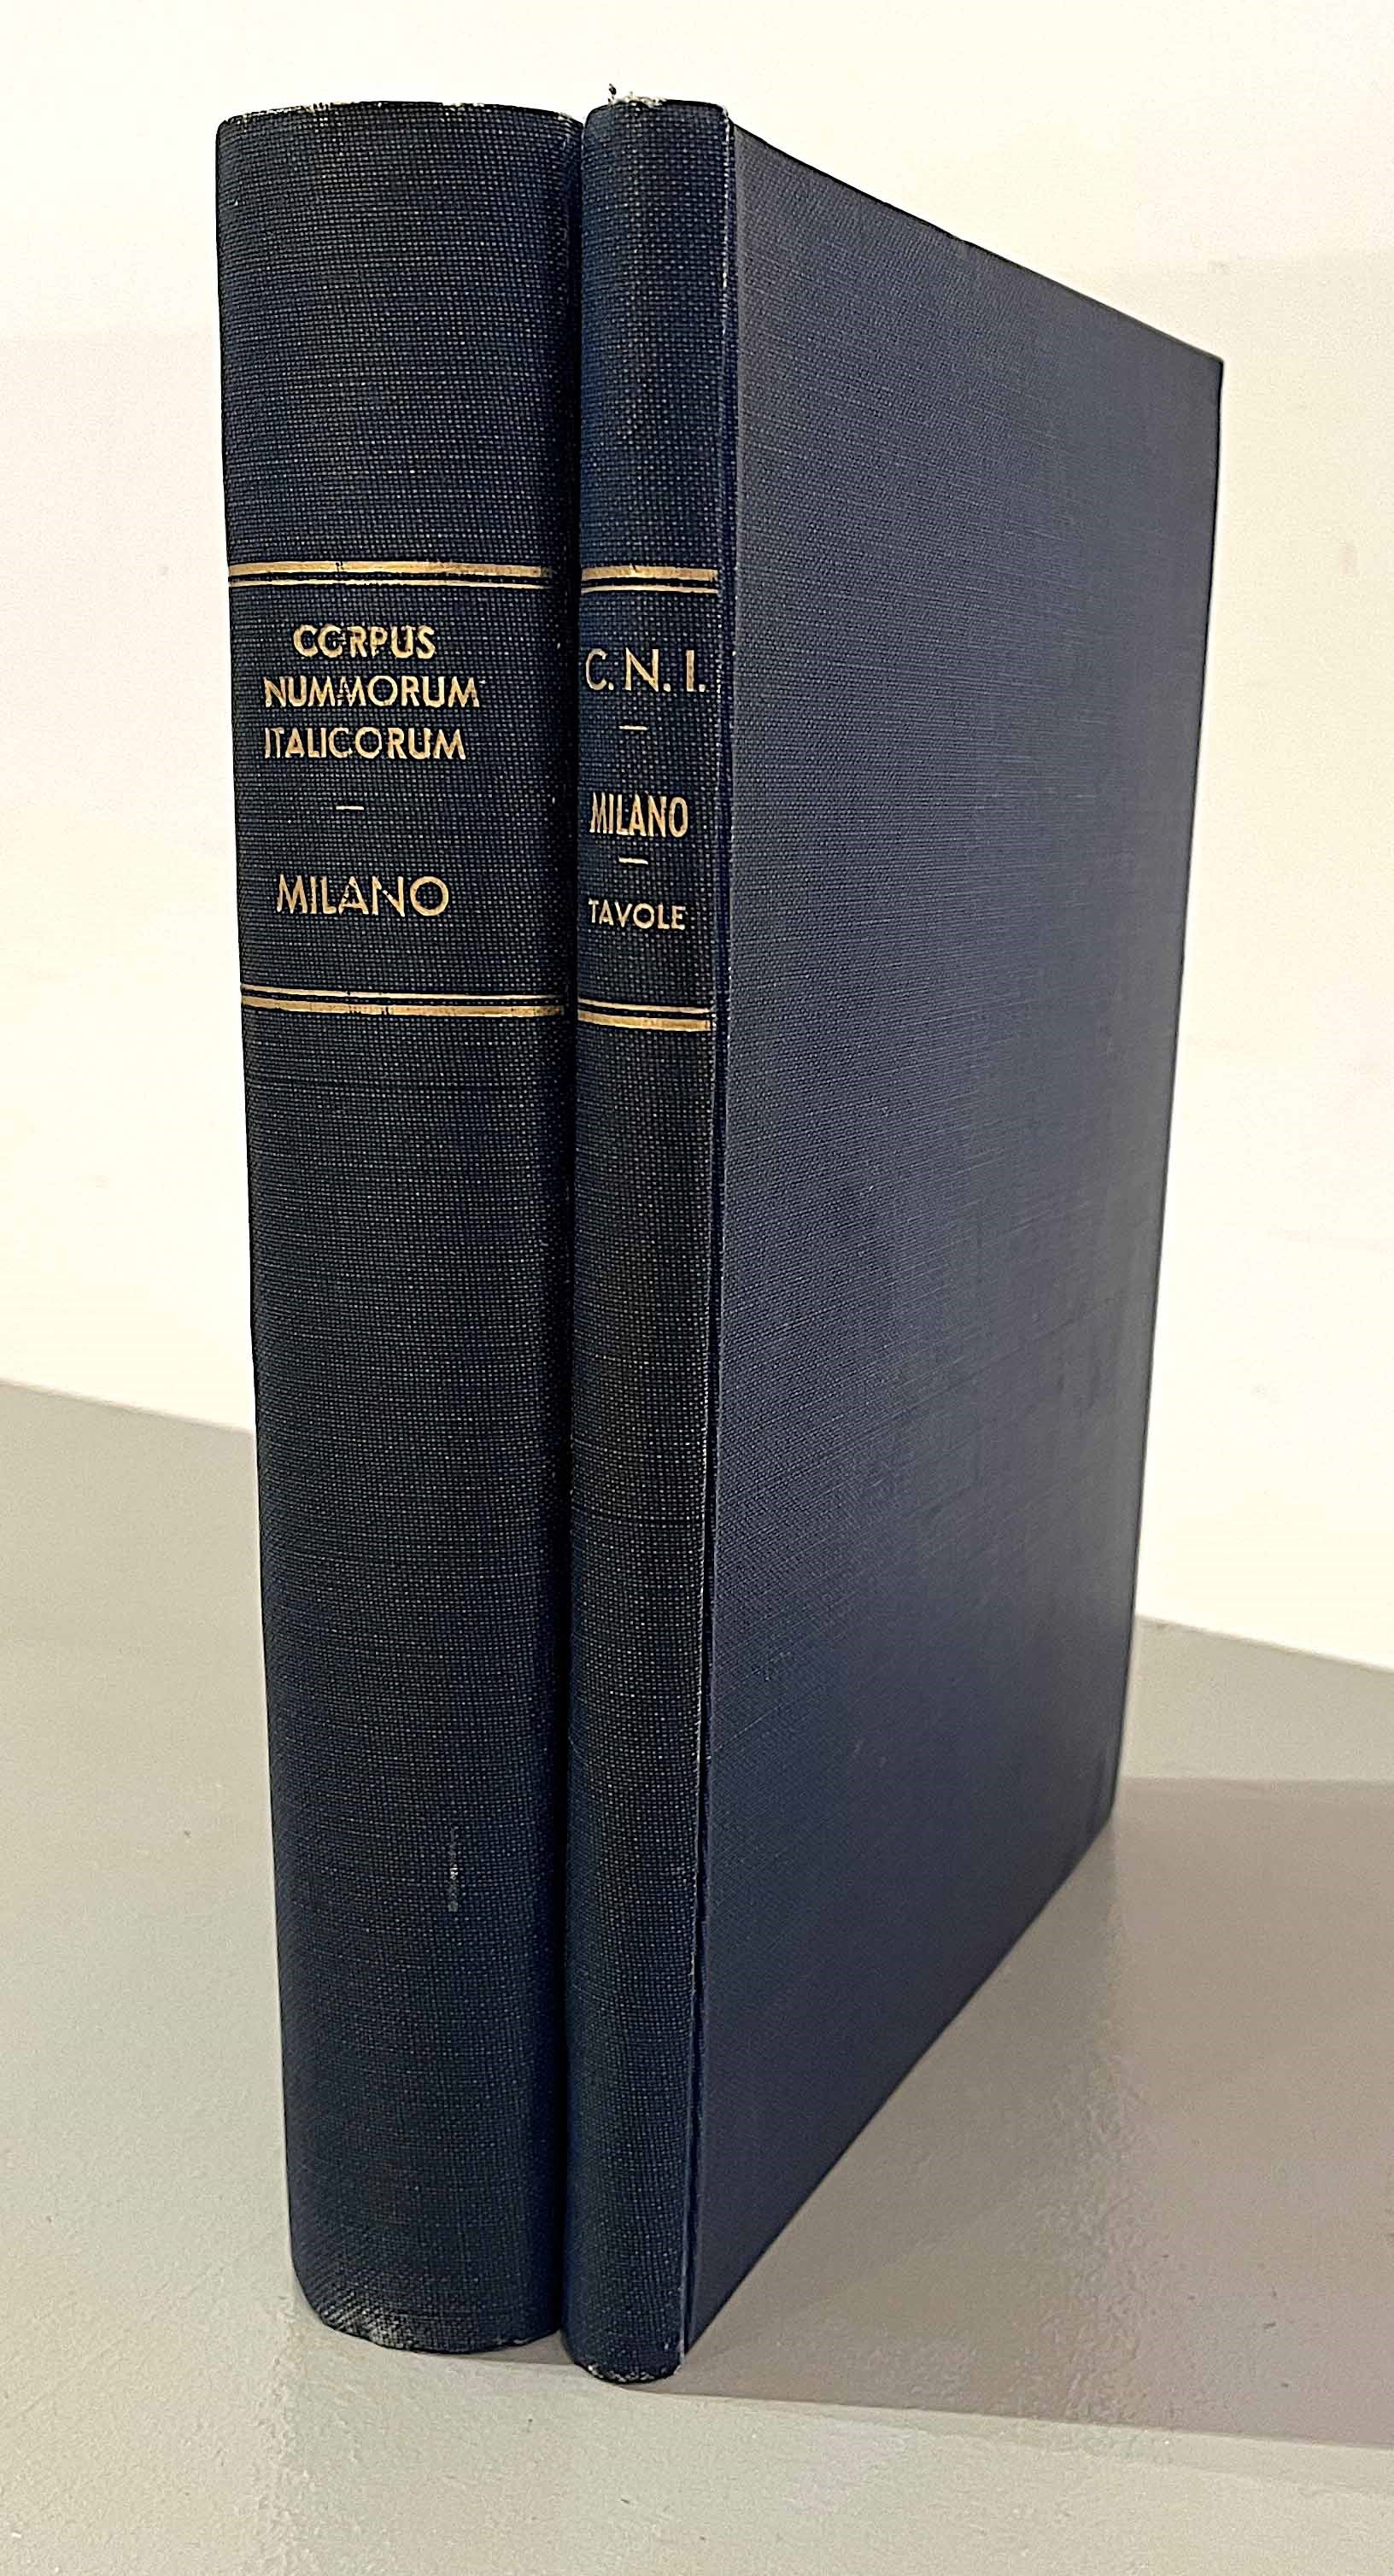 CORPUS
NUMMORUM
ITALICORUM
MILANO
C. N. I.
MILANO
TAVOLE